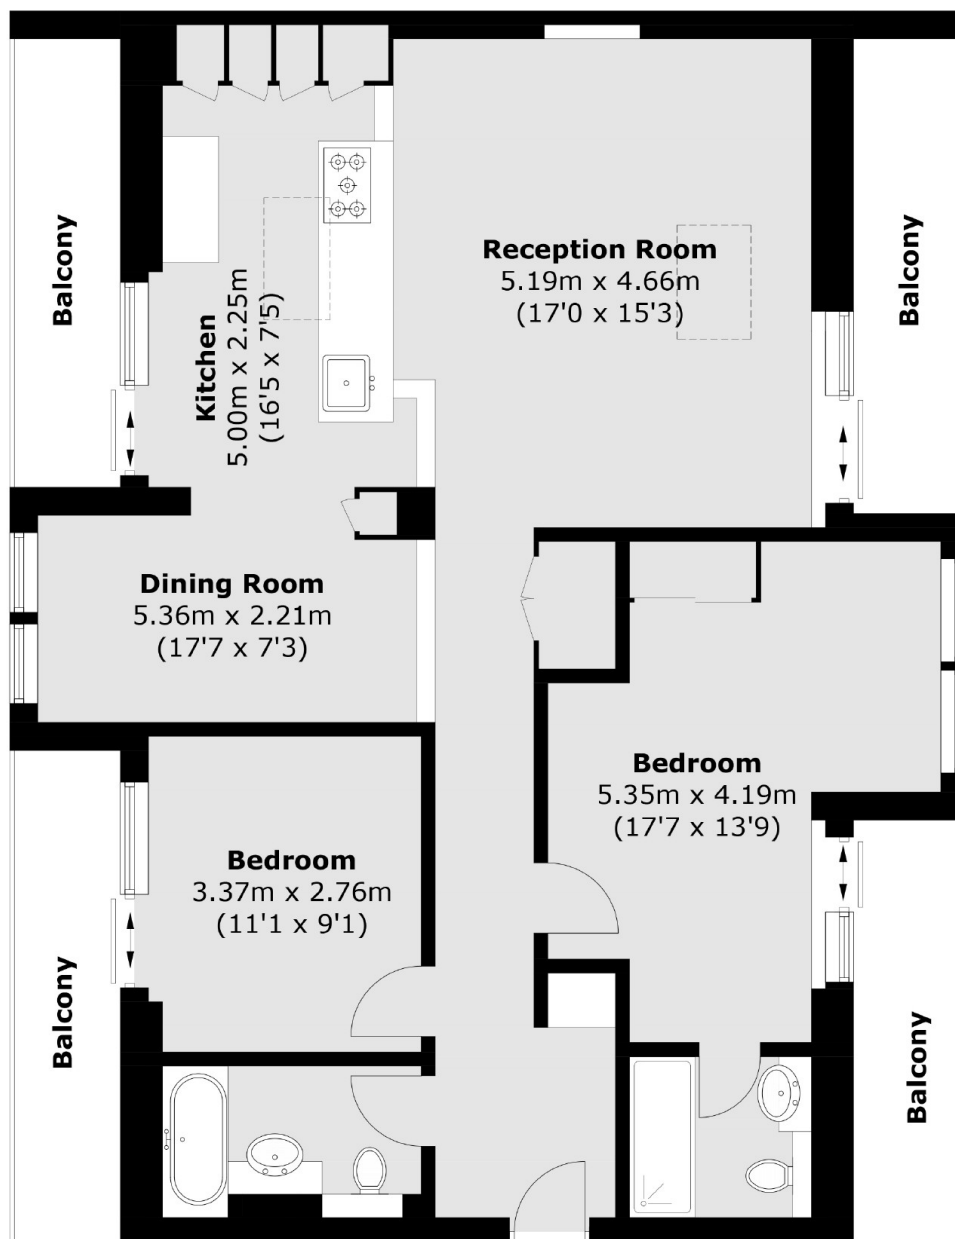 Balcony
Reception Room
5.19m x 4.66m
(17'0 x 15'3)
Balcony
Kitchen
5.00m x 2.25m
(16'5 x 7'5)
Dining Room
5.36m x 2.21m
(17'7 x 7'3)
Bedroom
5.35m x 4.19m
(17'7 x 13'9)
Bedroom
3.37m x 2.76m
(11'1 x 9'1)
Balcony
Balcony